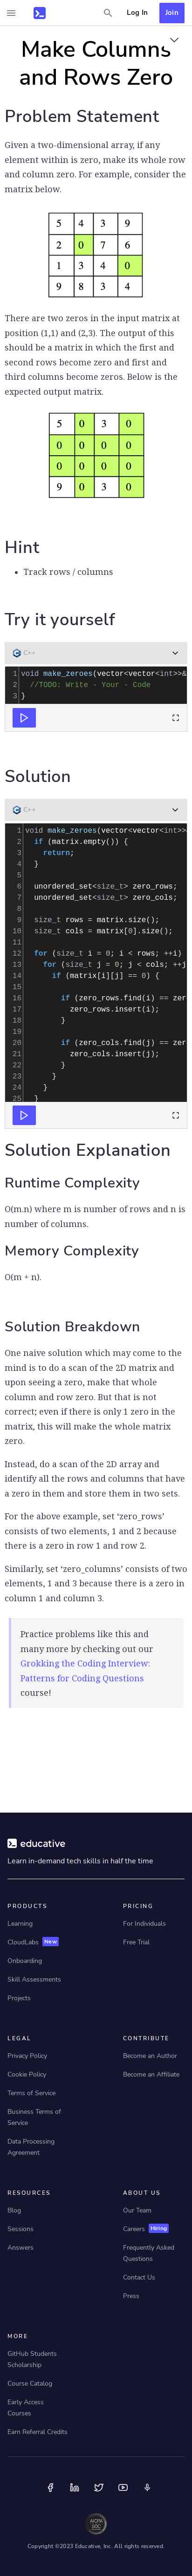 Log In
Join
Make Columns
and Rows Zero
Problem Statement
Given a two-dimensional array, if any
element within is zero, make its whole row
and column zero. For example, consider the
matrix below.
5 4 3 9
2 0 7 6
1 3 4 0
9 8 3 4
There are two zeros in the input matrix at
position (1,1) and (2,3). The output of this
should be a matrix in which the first and
second rows become zero and first and
third columns become zeros. Below is the
expected output matrix.
5 0 3 0
0 0 0 0
0 0 0 0
9 0 3 0
Hint
• Track rows / columns
Try it yourself
C++
1 void make_zeroes(vector<vector<int>>&
2 //TODO: Write - Your - Code
3 }
Solution
C++
1 void make_zeroes(vector<vector<int>>
2 if (matrix.empty()) {
3 return;
4 }
5
6 unordered_set<size_t> zero_rows;
7 unordered_set<size_t> zero_cols;
8
9 size_t rows = matrix.size();
10 size_t cols = matrix[0].size();
11
12 for (size_t i = 0; i < rows; ++i)
13 for (size_t j = 0; j < cols; ++j
14 if (matrix[i][j] == 0) {
15
16 if (zero_rows.find(i) == zer
17 zero_rows.insert(i);
18 }
19
20 if (zero_cols.find(j) == zer
21 zero_cols.insert(j);
22 }
23 }
24 }
25 }
Solution Explanation
Runtime Complexity
O(m.n) where m is number of rows and n is
number of columns.
Memory Complexity
O(m + n).
Solution Breakdown
One naive solution which may come to the
mind is to do a scan of the 2D matrix and
upon seeing a zero, make that whole
column and row zero. But that is not
correct; even if there is only 1 zero in the
matrix, this will make the whole matrix
zero.
Instead, do a scan of the 2D array and
identify all the rows and columns that have
a zero in them and store them in two sets.
For the above example, set ‘zero_rows’
consists of two elements, 1 and 2 because
there is a zero in row 1 and row 2.
Similarly, set ‘zero_columns’ consists of two
elements, 1 and 3 because there is a zero in
column 1 and column 3.
Practice problems like this and
many more by checking out our
Grokking the Coding Interview:
Patterns for Coding Questions
course!
educative
Learn in-demand tech skills in half the time
PRODUCTS
Learning
CloudLabs New
Onboarding
Skill Assessments
Projects
PRICING
For Individuals
Free Trial
LEGAL
Privacy Policy
Cookie Policy
Terms of Service
Business Terms of
Service
Data Processing
Agreement
CONTRIBUTE
Become an Author
Become an Affiliate
RESOURCES
Blog
Sessions
Answers
ABOUT US
Our Team
Careers Hiring
Frequently Asked
Questions
Contact Us
Press
MORE
GitHub Students
Scholarship
Course Catalog
Early Access
Courses
Earn Referral Credits
AICPA
SOC
Copyright ©2023 Educative, Inc. All rights reserved.